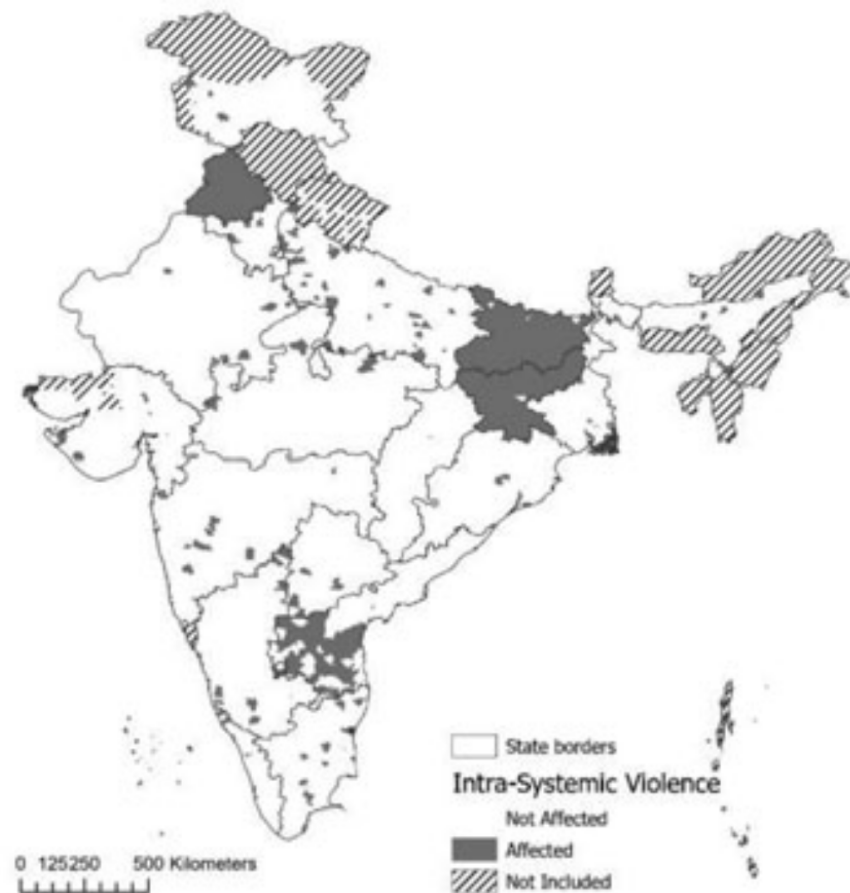 State borders
Intra-Systemic Violence
Not Affected
Affected
Not Included
0 125250 500 Kilometers